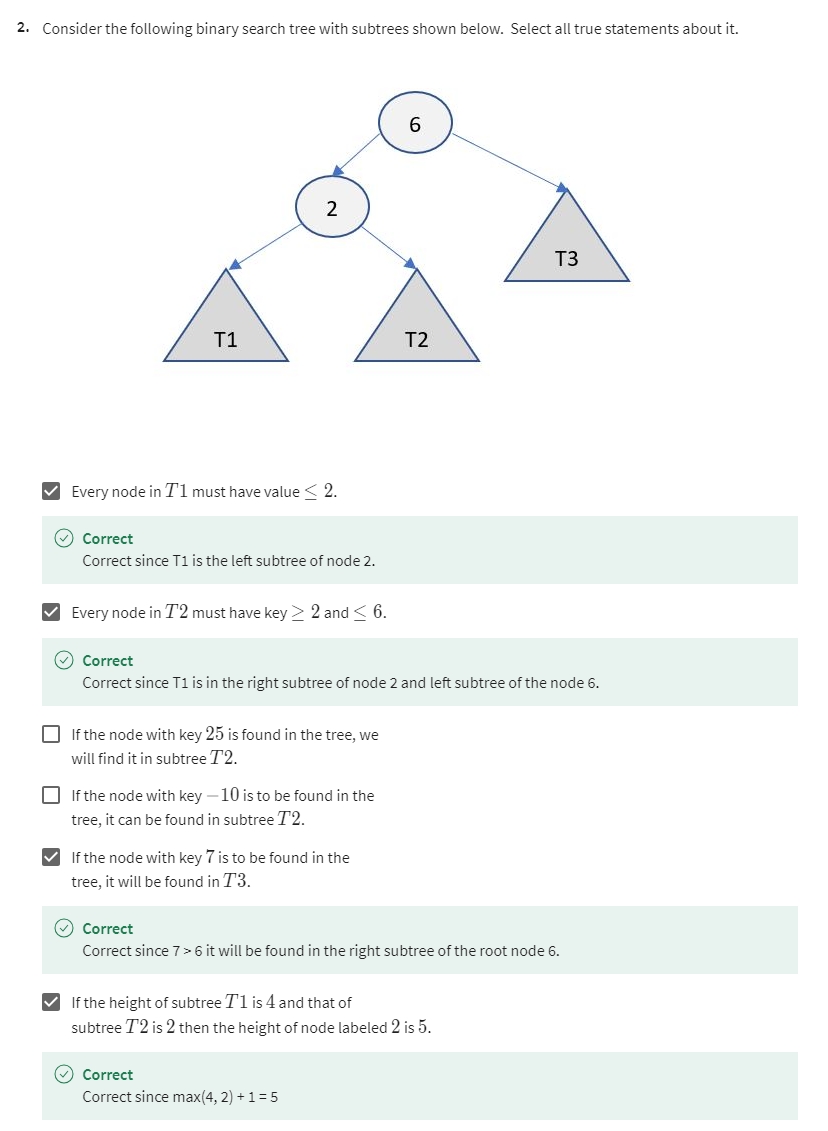 2. Consider the following binary search tree with subtrees shown below. Select all true statements about it.
6
2
T3
T1
T2
Every node in T1 must have value ≤ 2.
Correct
Correct since T1 is the left subtree of node 2.
Every node in T2 must have key ≥ 2 and ≤ 6.
Correct
Correct since T1 is in the right subtree of node 2 and left subtree of the node 6.
If the node with key 25 is found in the tree, we
will find it in subtree T2.
If the node with key −10 is to be found in the
tree, it can be found in subtree T2.
If the node with key 7 is to be found in the
tree, it will be found in T3.
Correct
Correct since 7 > 6 it will be found in the right subtree of the root node 6.
If the height of subtree T1 is 4 and that of
subtree T2 is 2 then the height of node labeled 2 is 5.
Correct
Correct since max(4, 2) + 1 = 5